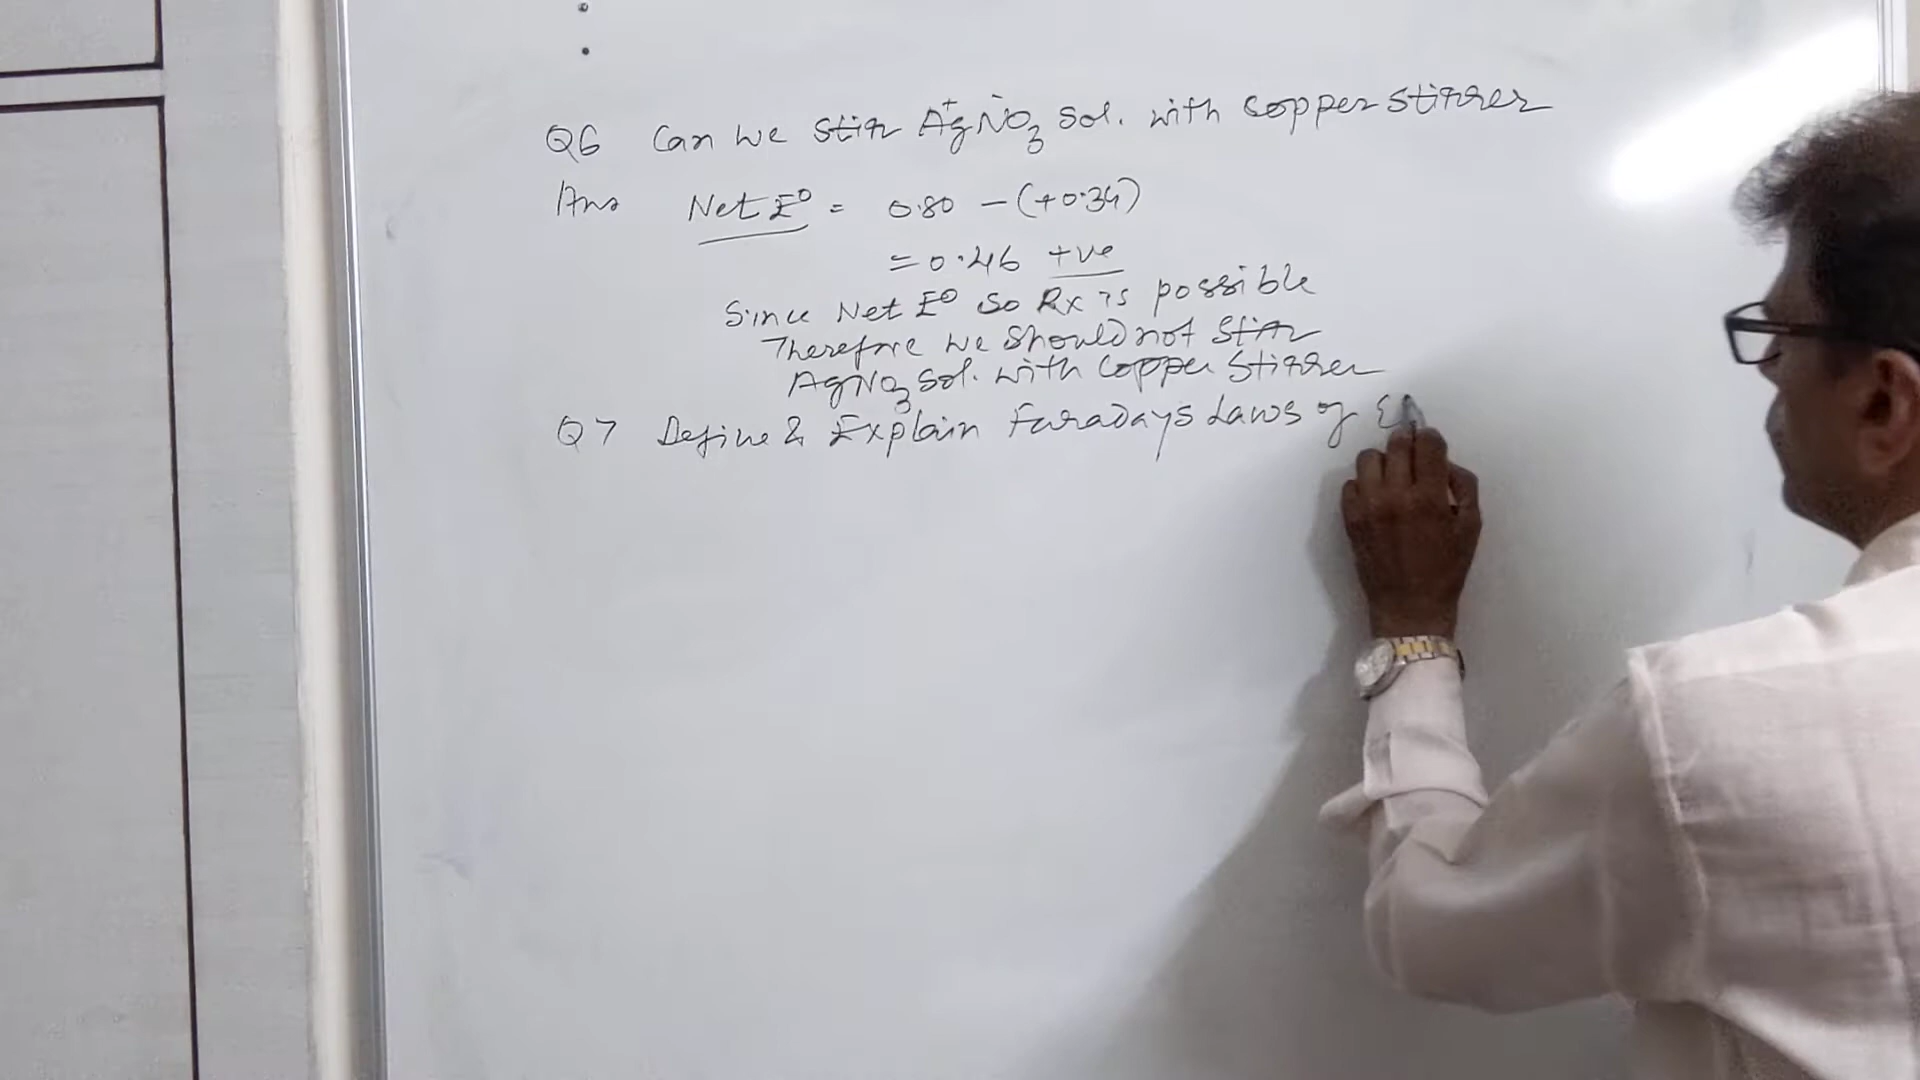 Q6 Can we stir Ag⁺NO₃⁻ sol. with copper stirrer
Ans Net E⁰ = 0.80 - (+0.34)
= 0.46 +ve
Since Net E⁰ so Rx is possible
Therefore we should not stir
AgNO₃ sol. with copper stirrer
Q7 Define & Explain Faradays Laws of